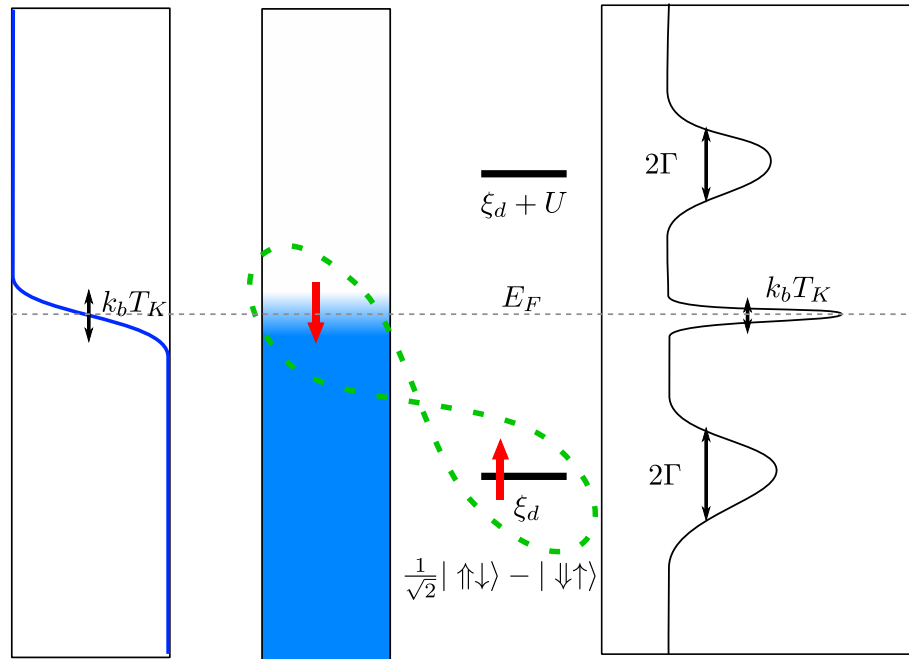 2Γ
ξ_d + U
k_bT_K
E_F
k_bT_K
2Γ
ξ_d
1/√2| ⇑↓⟩ − | ⇓↑⟩